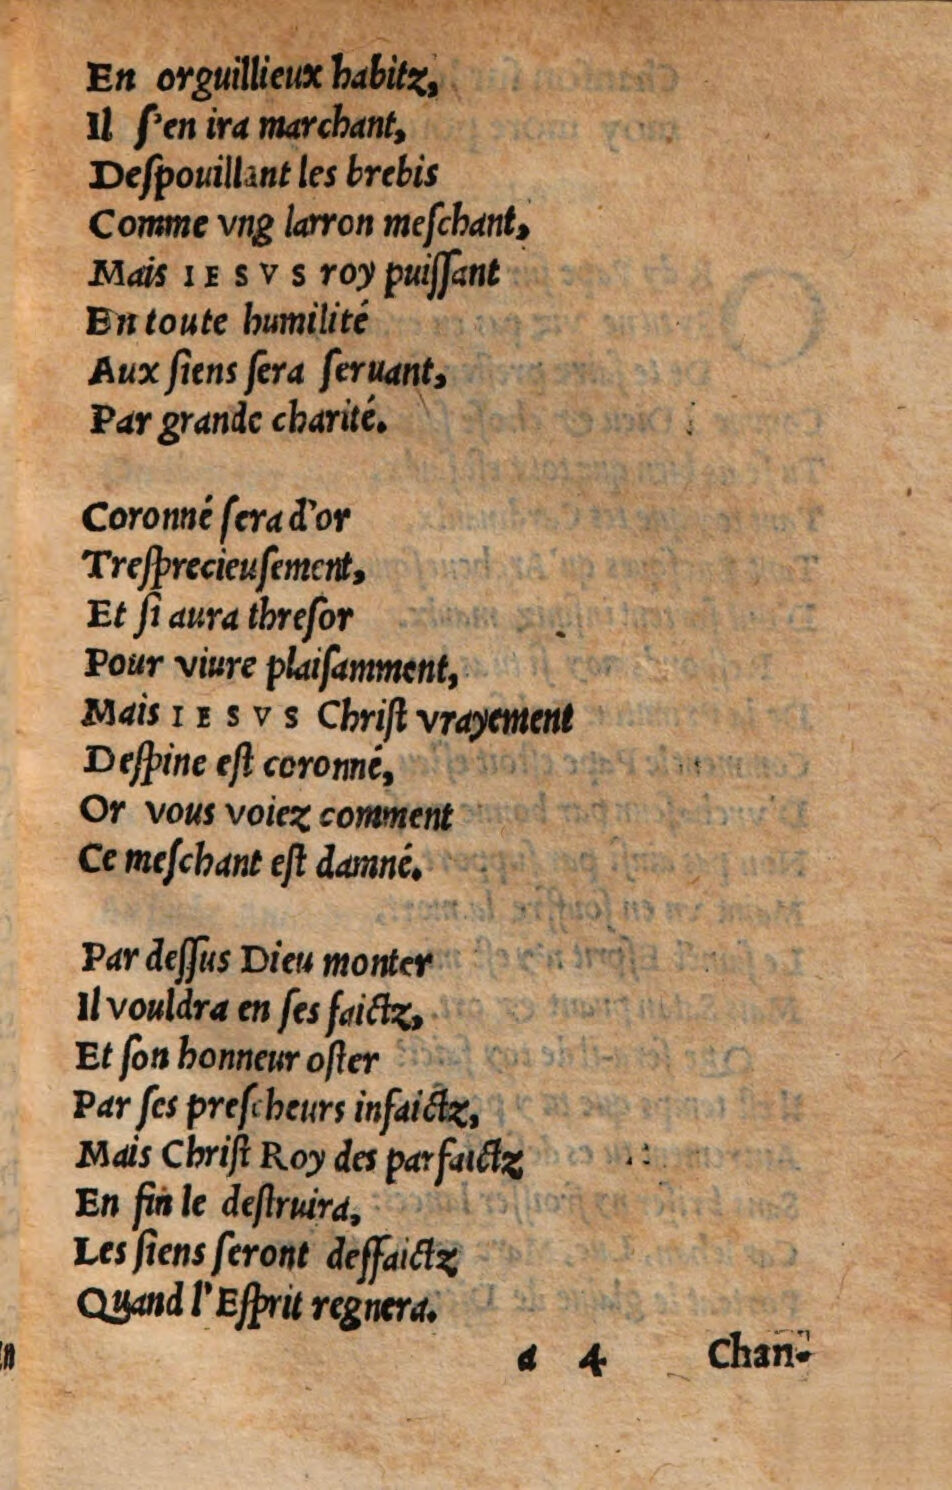 En orguillieux habitz,
Il ſ'en ira marchant,
Deſpouillant les brebis
Comme vng larron meſchant,
Mais IESVS roy puiſſant
En toute humilité
Aux ſiens ſera ſeruant,
Par grande charité.

Coronné ſera d'or
Treſprecieuſement,
Et ſi aura threſor
Pour viure plaiſamment,
Mais IESVS Chriſt vrayement
Deſpine eſt coronné,
Or vous voiez comment
Ce meſchant eſt damné.

Par deſſus Dieu monter
Il vouldra en ſes faictz,
Et ſon honneur oſter
Par ſes preſcheurs infaictz,
Mais Chriſt Roy des parfaictz
En fin le deſtruira,
Les ſiens ſeront deffaictz
Quand l'Eſprit regnera.
a 4 Chan-